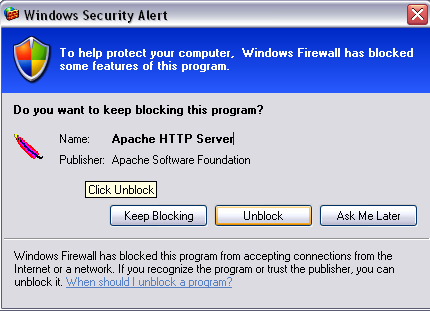 Windows Security Alert
To help protect your computer, Windows Firewall has blocked
some features of this program.
Do you want to keep blocking this program?
Name: Apache HTTP Server
Publisher: Apache Software Foundation
Click Unblock
Keep Blocking Unblock Ask Me Later
Windows Firewall has blocked this program from accepting connections from the
Internet or a network. If you recognize the program or trust the publisher, you can
unblock it. When should I unblock a program?